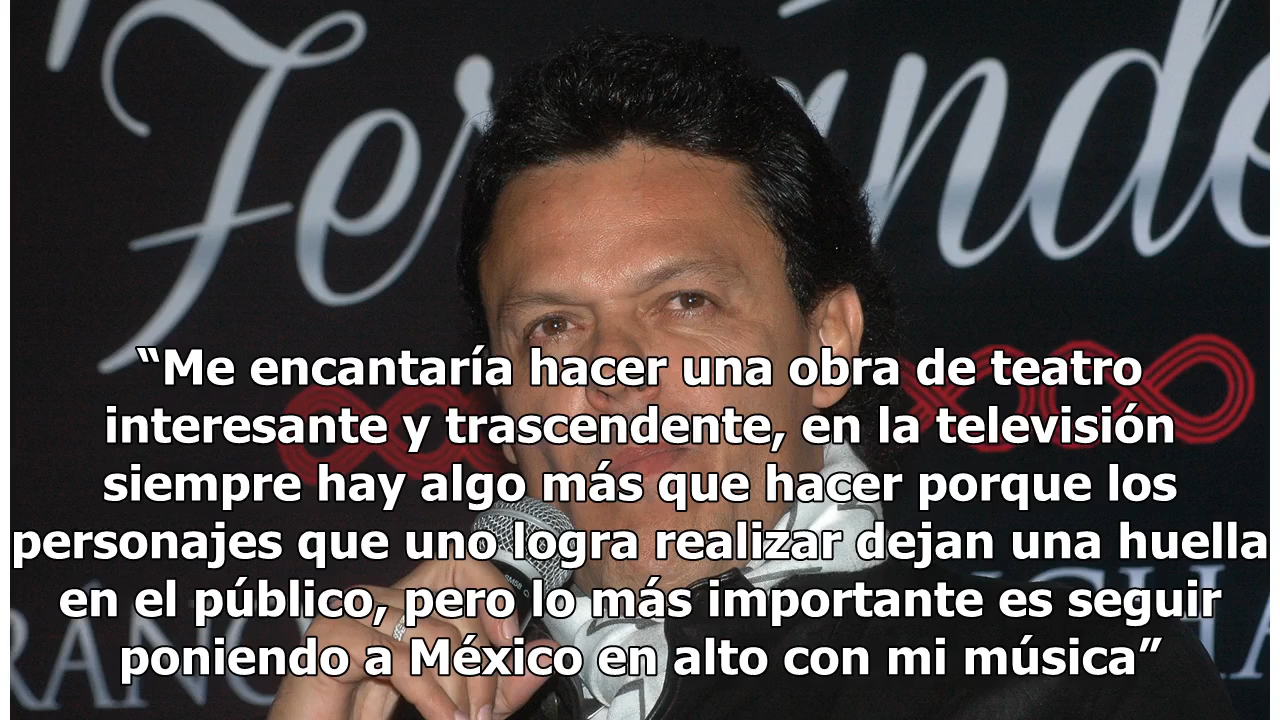 Fer ánde
“Me encantaría hacer una obra de teatro
interesante y trascendente, en la televisión
siempre hay algo más que hacer porque los
personajes que uno logra realizar dejan una huella
en el público, pero lo más importante es seguir
poniendo a México en alto con mi música”